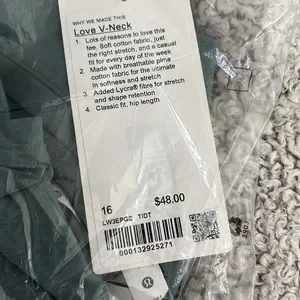 WHY WE MADE THIS
Love V-Neck
1. Lots of reasons to love this
tee. Soft cotton fabric, just
the right stretch, and a casual
fit for every day of the week
2. Made with breathable pima
cotton fabric for the ultimate
in softness and comfort
3. Added Lycra® fibre for stretch
and shape retention
4. Classic fit, hip length
16 $48.00
LW3EPGS TIDT
000132925271